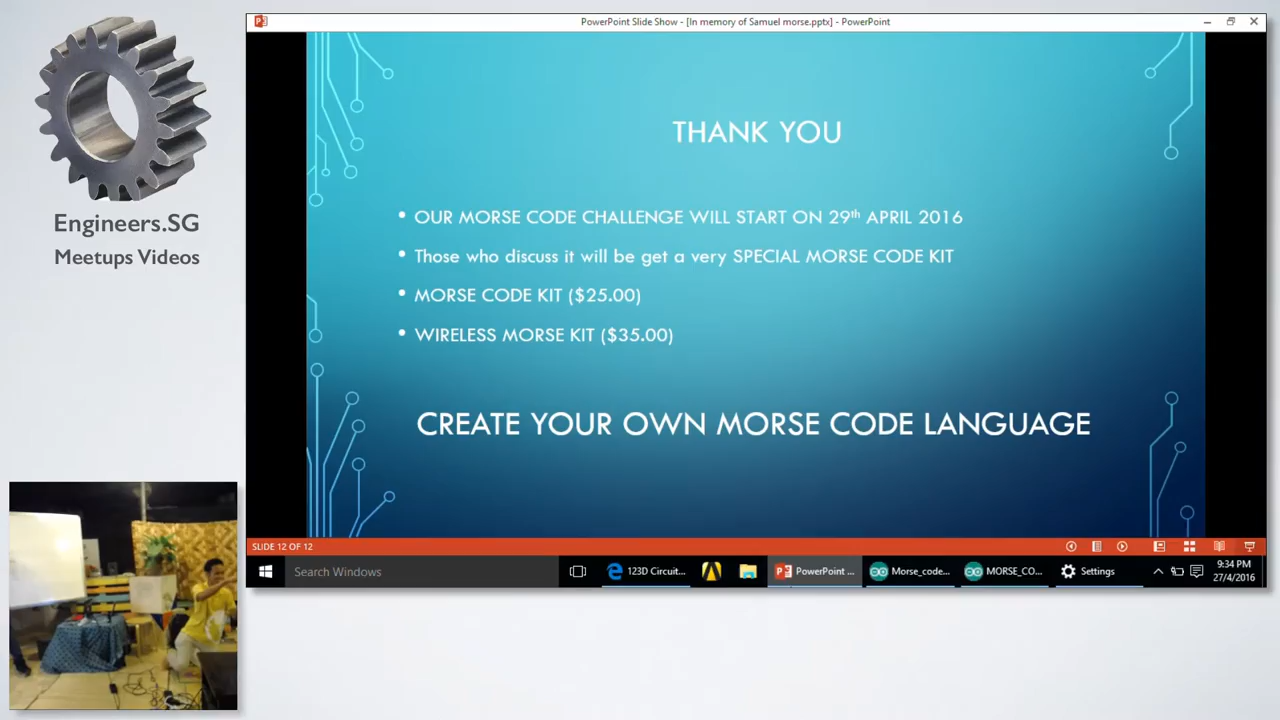 PowerPoint Slide Show - [In memory of Samuel morse.pptx] - PowerPoint
Engineers.SG
Meetups Videos
THANK YOU
• OUR MORSE CODE CHALLENGE WILL START ON 29th APRIL 2016
• Those who discuss it will be get a very SPECIAL MORSE CODE KIT
• MORSE CODE KIT ($25.00)
• WIRELESS MORSE KIT ($35.00)
CREATE YOUR OWN MORSE CODE LANGUAGE
SLIDE 12 OF 12
Search Windows
123D Circuit...
PowerPoint ...
Morse_code...
MORSE_CO...
Settings
9:34 PM
27/4/2016